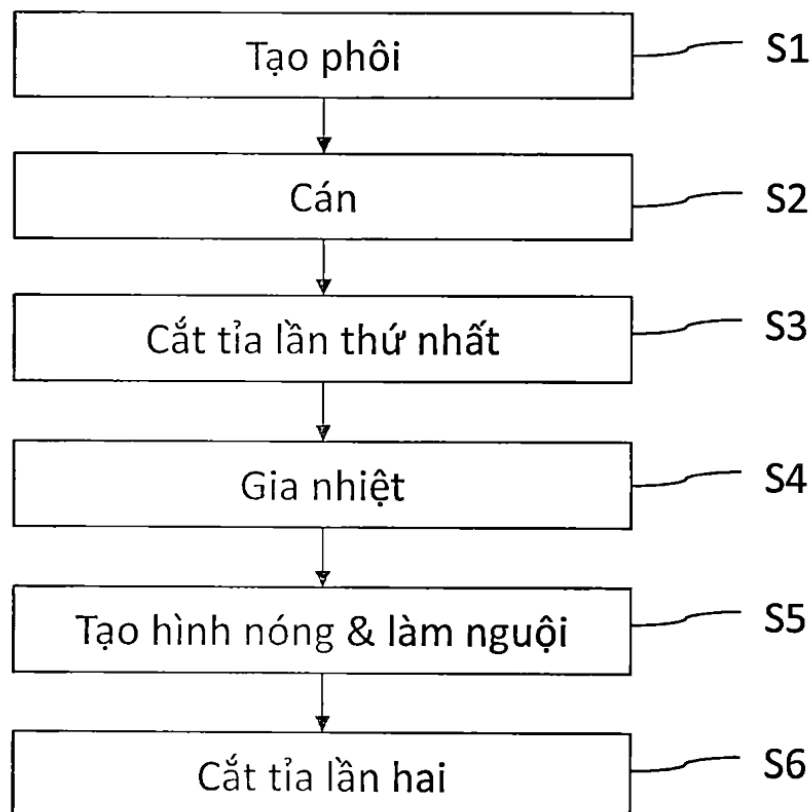 Tạo phôi S1
Cán S2
Cắt tỉa lần thứ nhất S3
Gia nhiệt S4
Tạo hình nóng & làm nguội S5
Cắt tỉa lần hai S6